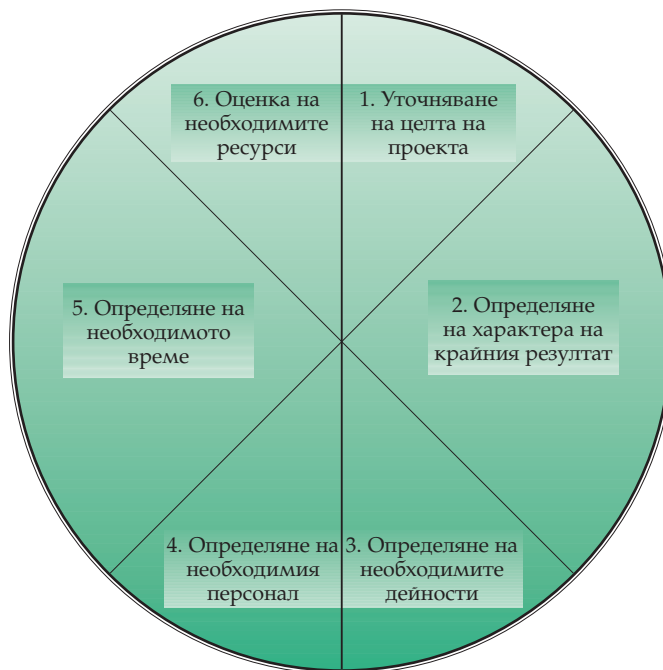 1. Уточняване
на целта на
проекта
2. Определяне
на характера на
крайния резултат
3. Определяне на
необходимите
дейности
4. Определяне на
необходимия
персонал
5. Определяне на
необходимото
време
6. Оценка на
необходимите
ресурси